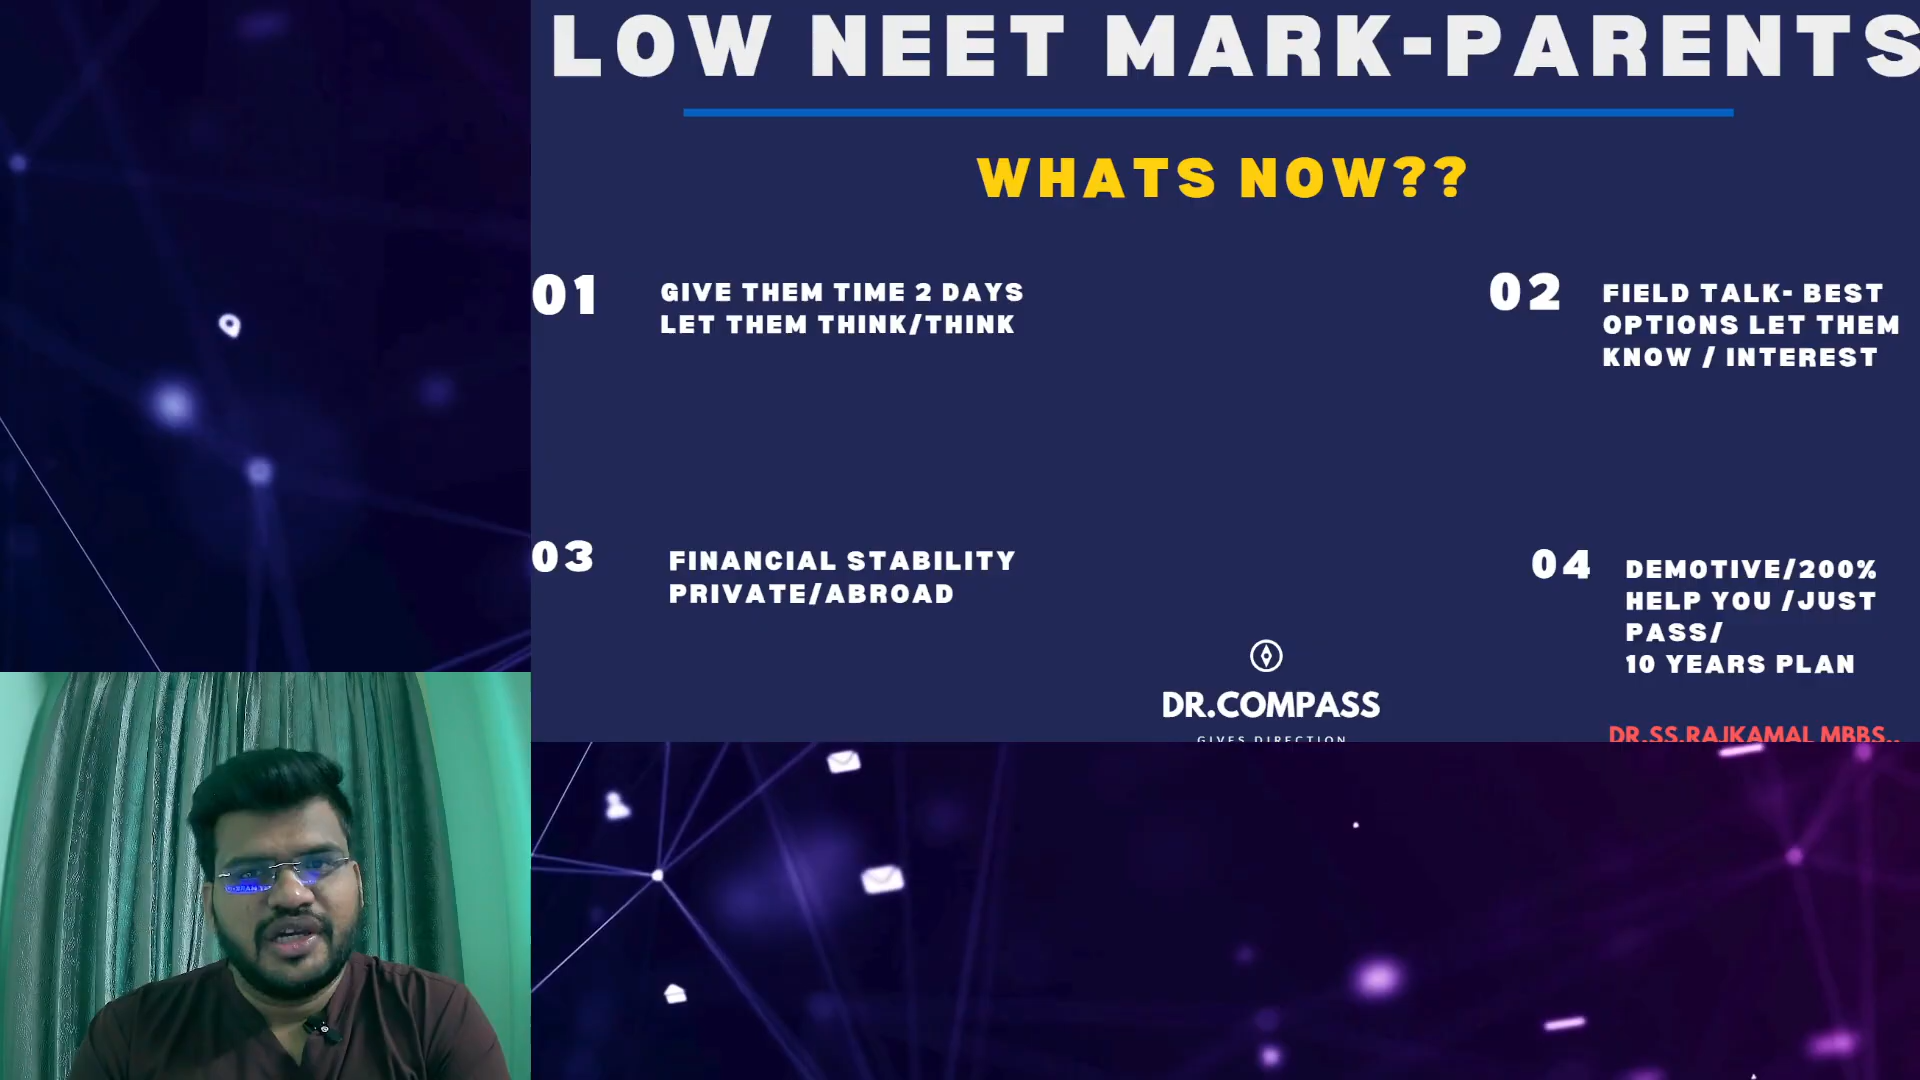 LOW NEET MARK-PARENTS
WHATS NOW??
01
GIVE THEM TIME 2 DAYS
LET THEM THINK/THINK
02
FIELD TALK- BEST
OPTIONS LET THEM
KNOW / INTEREST
03
FINANCIAL STABILITY
PRIVATE/ABROAD
04
DEMOTIVE/200%
HELP YOU /JUST
PASS/
10 YEARS PLAN
DR.COMPASS
GIVES DIRECTION
DR.SS.RAJKAMAL MBBS..